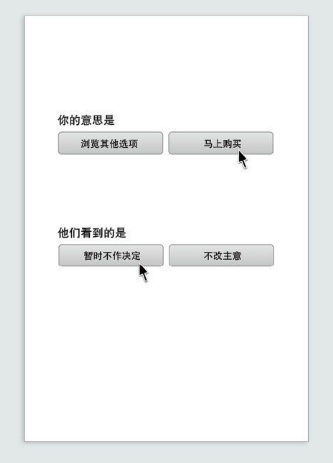 你的意思是
浏览其他选项 马上购买
他们看到的是
暂时不作决定 不改主意